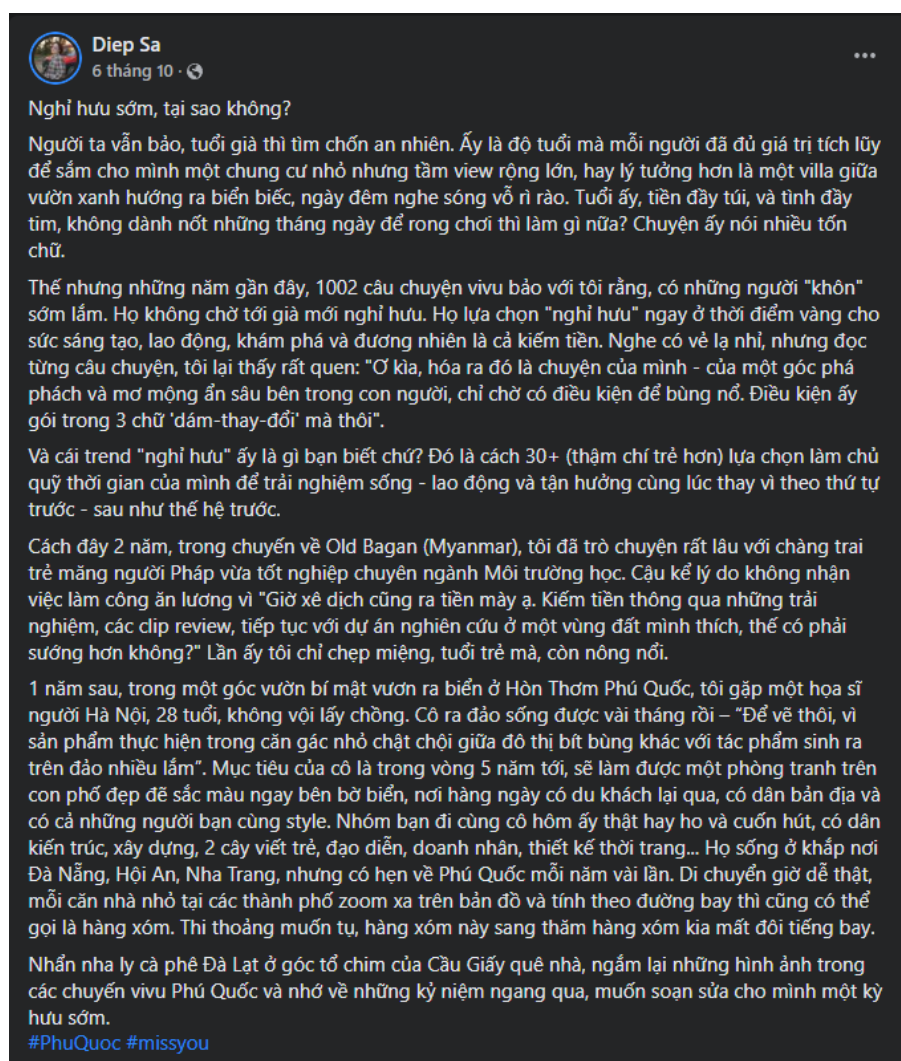 Diep Sa
6 tháng 10 ·
Nghỉ hưu sớm, tại sao không?
Người ta vẫn bảo, tuổi già thì tìm chốn an nhiên. Ấy là độ tuổi mà mỗi người đã đủ giá trị tích lũy
để sắm cho mình một chung cư nhỏ nhưng tầm view rộng lớn, hay lý tưởng hơn là một villa giữa
vườn xanh hướng ra biển biếc, ngày đêm nghe sóng vỗ rì rào. Tuổi ấy, tiền đầy túi, và tình đầy
tim, không dành nốt những tháng ngày để rong chơi thì làm gì nữa? Chuyện ấy nói nhiều tốn
chữ.
Thế nhưng những năm gần đây, 1002 câu chuyện vivu bảo với tôi rằng, có những người "khôn"
sớm lắm. Họ không chờ tới già mới nghỉ hưu. Họ lựa chọn "nghỉ hưu" ngay ở thời điểm vàng cho
sức sáng tạo, lao động, khám phá và đương nhiên là cả kiếm tiền. Nghe có vẻ lạ nhỉ, nhưng đọc
từng câu chuyện, tôi lại thấy rất quen: "Ơ kìa, hóa ra đó là chuyện của mình - của một góc phá
phách và mơ mộng ẩn sâu bên trong con người, chỉ chờ có điều kiện để bùng nổ. Điều kiện ấy
gói trong 3 chữ 'dám-thay-đổi' mà thôi".
Và cái trend "nghỉ hưu" ấy là gì bạn biết chứ? Đó là cách 30+ (thậm chí trẻ hơn) lựa chọn làm chủ
quỹ thời gian của mình để trải nghiệm sống - lao động và tận hưởng cùng lúc thay vì theo thứ tự
trước - sau như thế hệ trước.
Cách đây 2 năm, trong chuyến về Old Bagan (Myanmar), tôi đã trò chuyện rất lâu với chàng trai
trẻ măng người Pháp vừa tốt nghiệp chuyên ngành Môi trường học. Cậu kể lý do không nhận
việc làm công ăn lương vì "Giờ xê dịch cũng ra tiền mày ạ. Kiếm tiền thông qua những trải
nghiệm, các clip review, tiếp tục với dự án nghiên cứu ở một vùng đất mình thích, thế có phải
sướng hơn không?" Lần ấy tôi chỉ chẹp miệng, tuổi trẻ mà, còn nông nổi.
1 năm sau, trong một góc vườn bí mật vươn ra biển ở Hòn Thơm Phú Quốc, tôi gặp một họa sĩ
người Hà Nội, 28 tuổi, không vội lấy chồng. Cô ra đảo sống được vài tháng rồi – “Để vẽ thôi, vì
sản phẩm thực hiện trong căn gác nhỏ chật chội giữa đô thị bít bùng khác với tác phẩm sinh ra
trên đảo nhiều lắm”. Mục tiêu của cô là trong vòng 5 năm tới, sẽ làm được một phòng tranh trên
con phố đẹp đẽ sắc màu ngay bên bờ biển, nơi hàng ngày có du khách lại qua, có dân bản địa và
có cả những người bạn cùng style. Nhóm bạn đi cùng cô hôm ấy thật hay ho và cuốn hút, có dân
kiến trúc, xây dựng, 2 cây viết trẻ, đạo diễn, doanh nhân, thiết kế thời trang... Họ sống ở khắp nơi
Đà Nẵng, Hội An, Nha Trang, nhưng có hẹn về Phú Quốc mỗi năm vài lần. Di chuyển giờ dễ thật,
mỗi căn nhà nhỏ tại các thành phố zoom xa trên bản đồ và tính theo đường bay thì cũng có thể
gọi là hàng xóm. Thi thoảng muốn tụ, hàng xóm này sang thăm hàng xóm kia mất đôi tiếng bay.
Nhẩn nha ly cà phê Đà Lạt ở góc tổ chim của Cầu Giấy quê nhà, ngắm lại những hình ảnh trong
các chuyến vivu Phú Quốc và nhớ về những kỷ niệm ngang qua, muốn soạn sửa cho mình một kỳ
hưu sớm.
#PhuQuoc #missyou